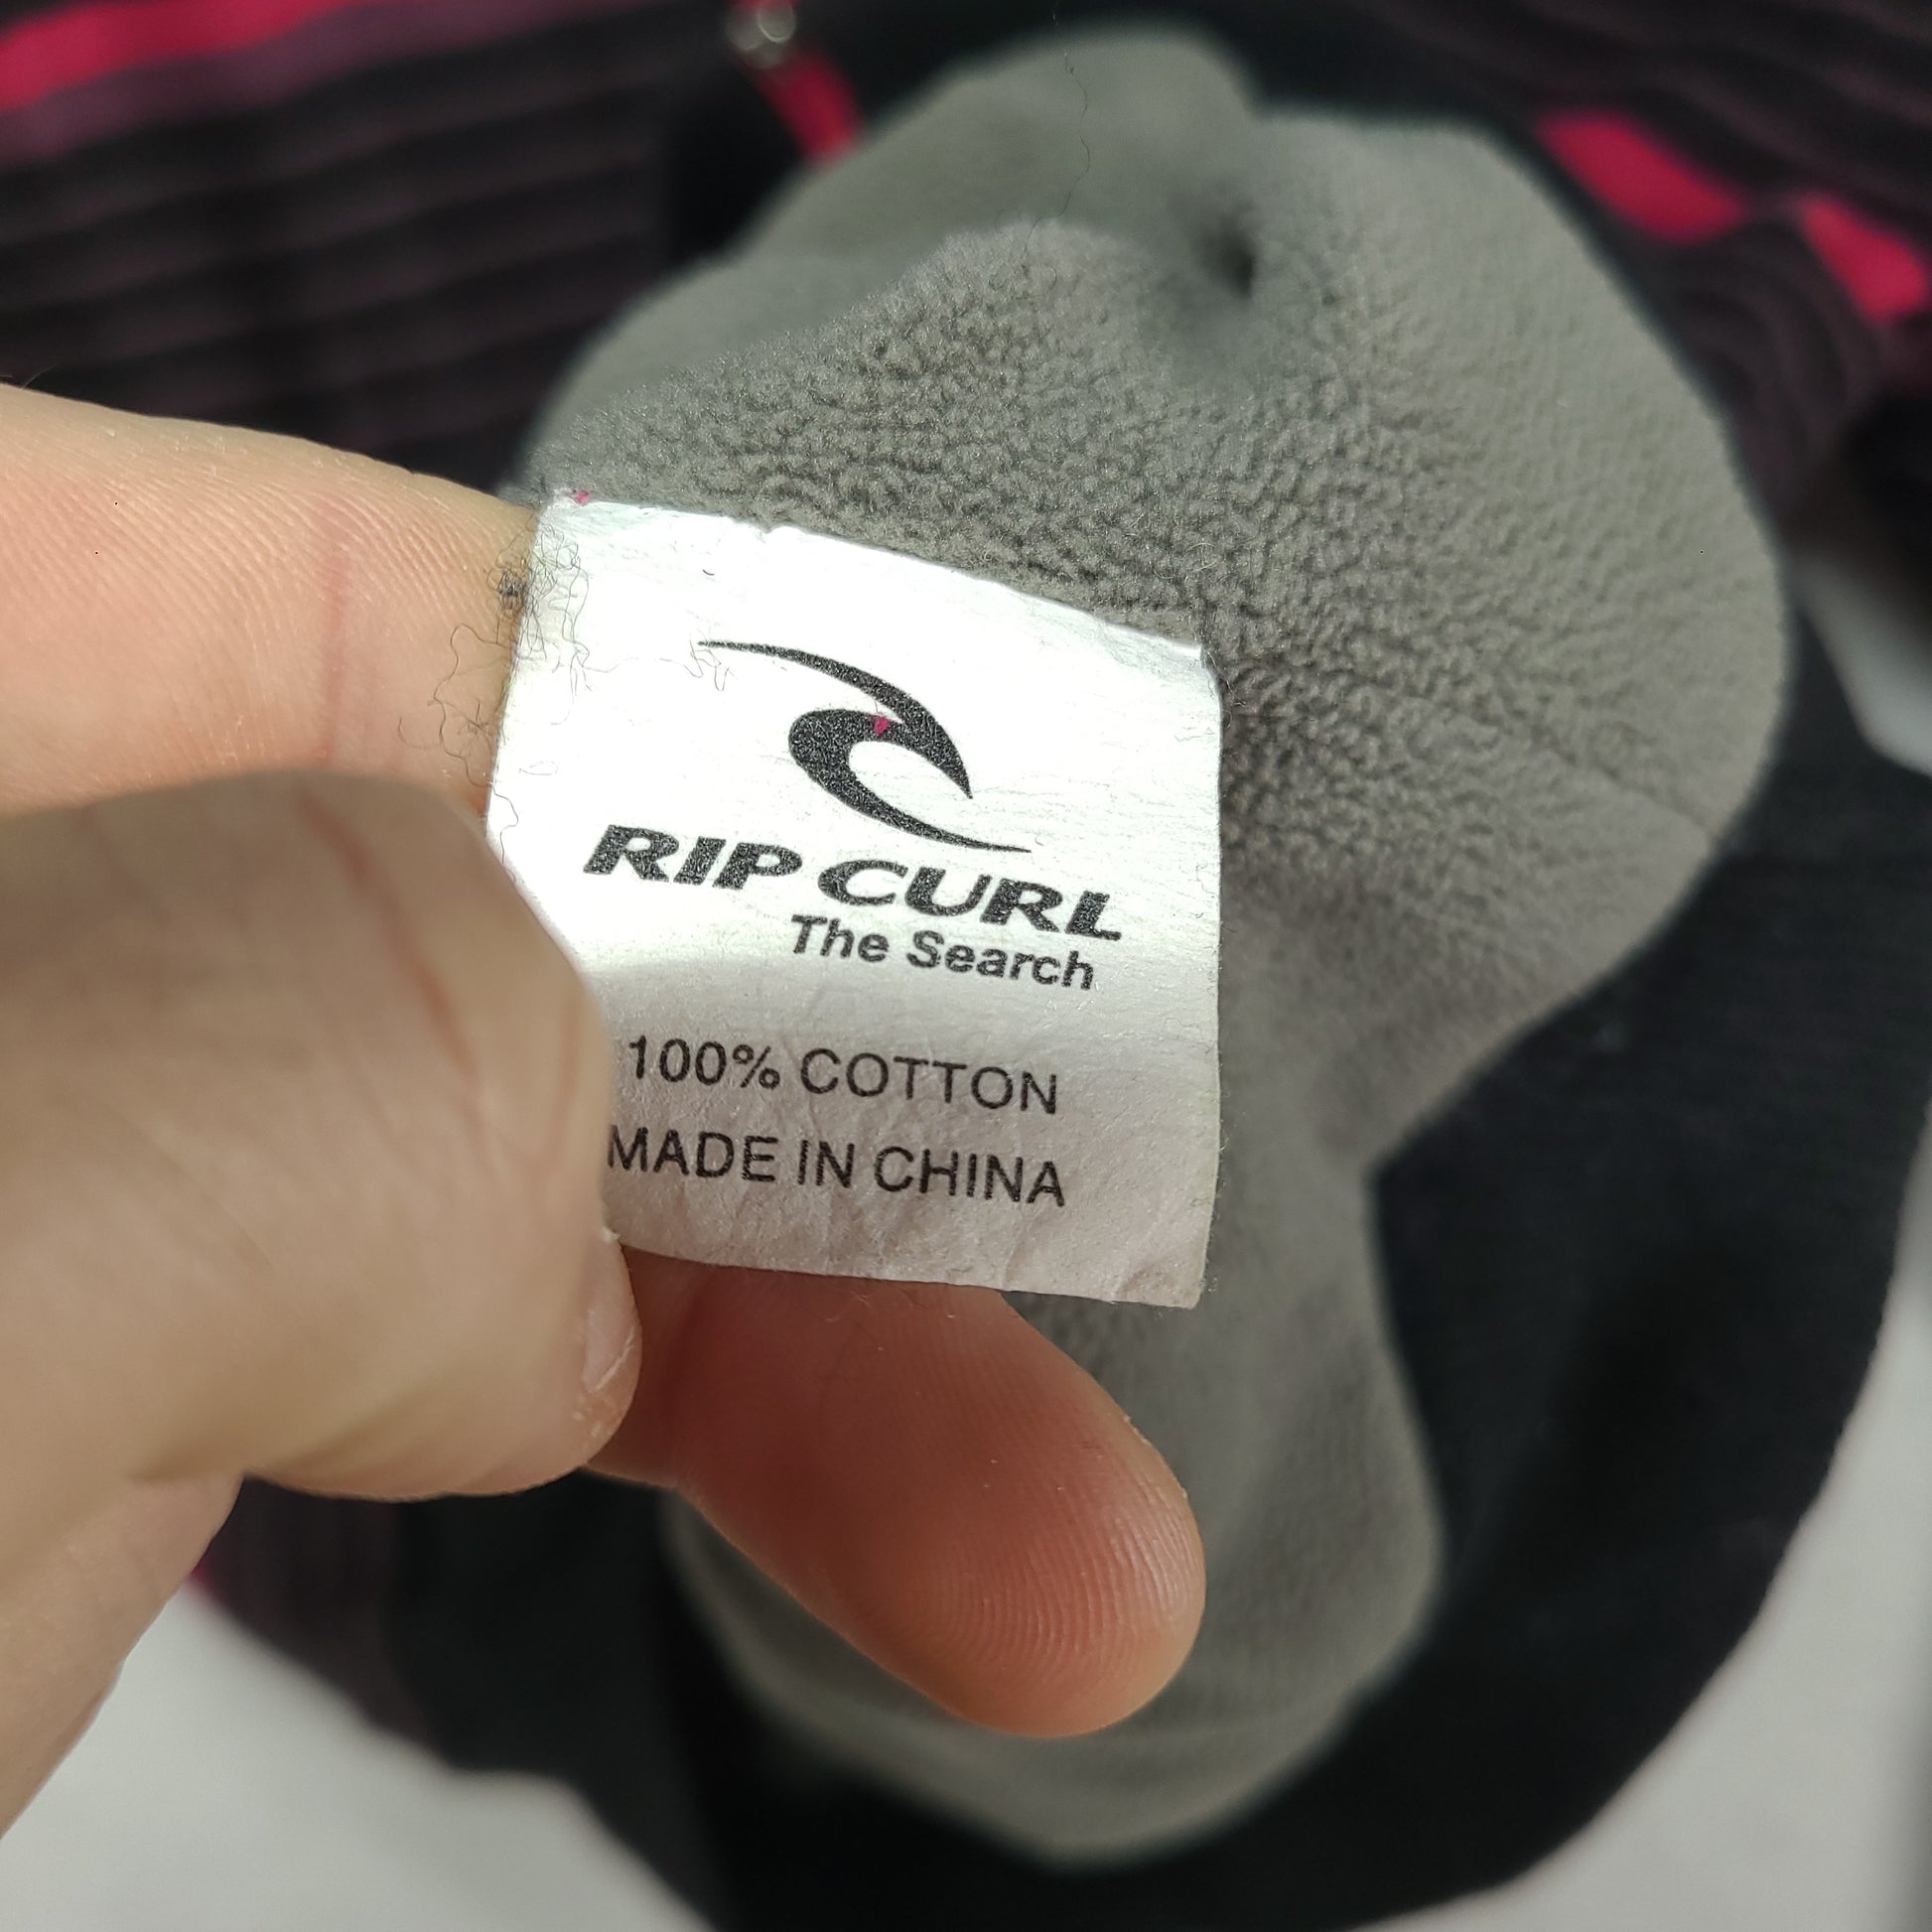 RIP CURL
The Search
100% COTTON
MADE IN CHINA